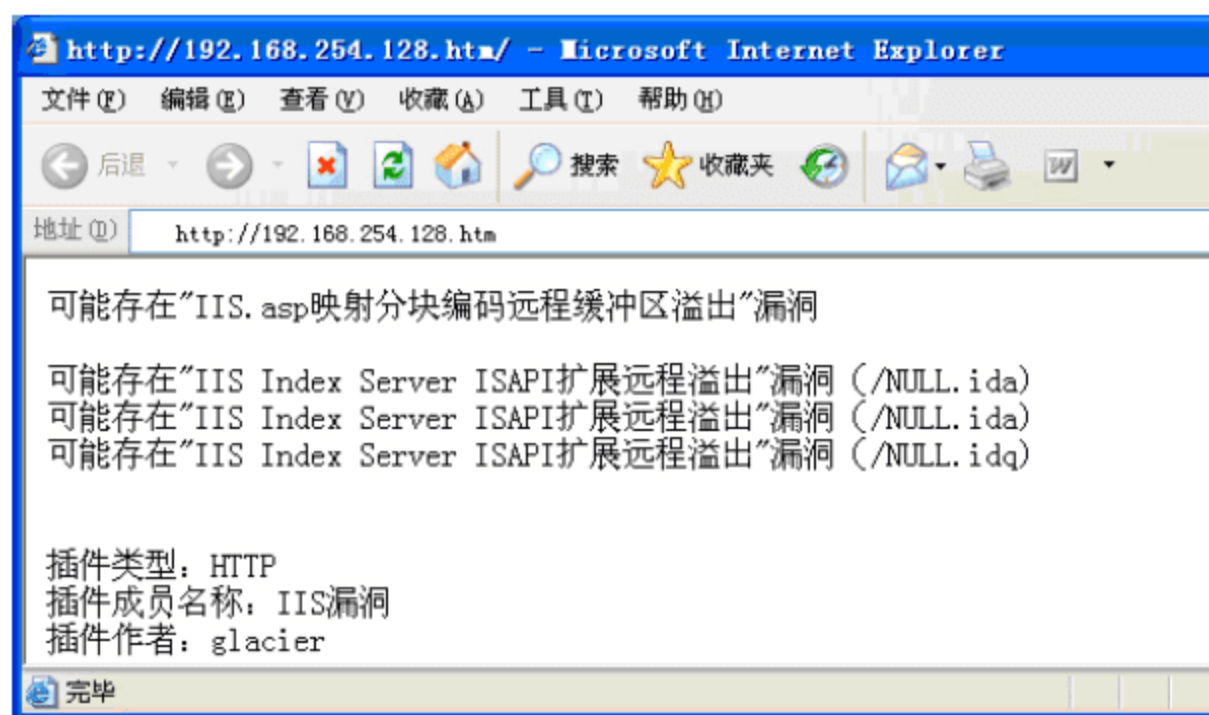 http://192.168.254.128.htm/ - Microsoft Internet Explorer
文件(F) 编辑(E) 查看(V) 收藏(A) 工具(T) 帮助(H)
后退 搜索 收藏夹
地址(D) http://192.168.254.128.htm
可能存在"IIS.asp映射分块编码远程缓冲区溢出"漏洞
可能存在"IIS Index Server ISAPI扩展远程溢出"漏洞（/NULL.ida)
可能存在"IIS Index Server ISAPI扩展远程溢出"漏洞（/NULL.ida)
可能存在"IIS Index Server ISAPI扩展远程溢出"漏洞（/NULL.idq)
插件类型：HTTP
插件成员名称：IIS漏洞
插件作者：glacier
完毕